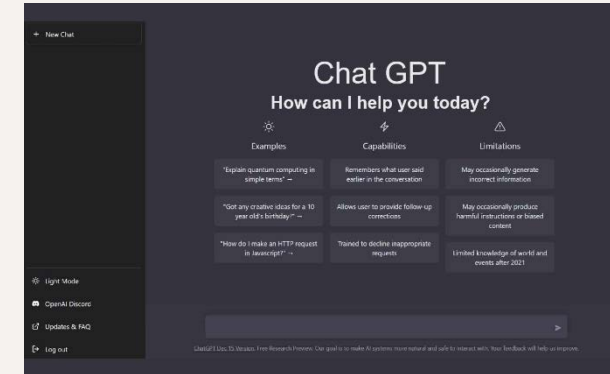 + New Chat
Chat GPT
How can I help you today?
Examples
"Explain quantum computing in
simple terms" →
"Got any creative ideas for a 10
year old's birthday?" →
"How do I make an HTTP request
in Javascript?" →
Capabilities
Remembers what user said
earlier in the conversation
Allows user to provide follow-up
corrections
Trained to decline inappropriate
requests
Limitations
May occasionally generate
incorrect information
May occasionally produce
harmful instructions or biased
content
Limited knowledge of world and
events after 2021
Light Mode
OpenAI Discord
Updates & FAQ
Log out
ChatGPT Dec 15 Version. Free Research Preview. Our goal is to make AI systems more natural and safe to interact with. Your feedback will help us improve.